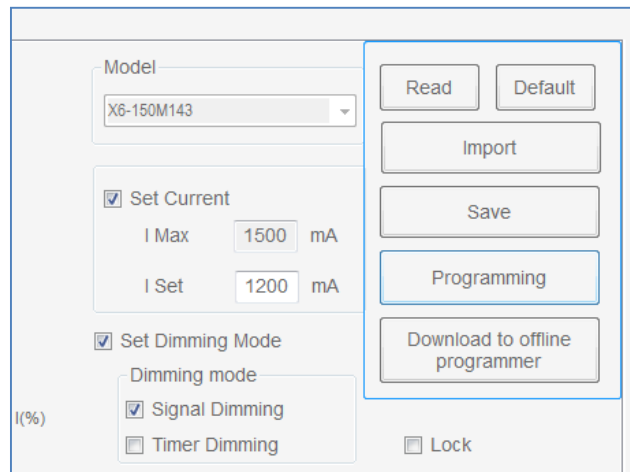 Model
X6-150M143
Read
Default
Import
Save
Programming
Download to offline
programmer
Set Current
I Max 1500 mA
I Set 1200 mA
Set Dimming Mode
Dimming mode
Signal Dimming
Timer Dimming
I(%)
Lock